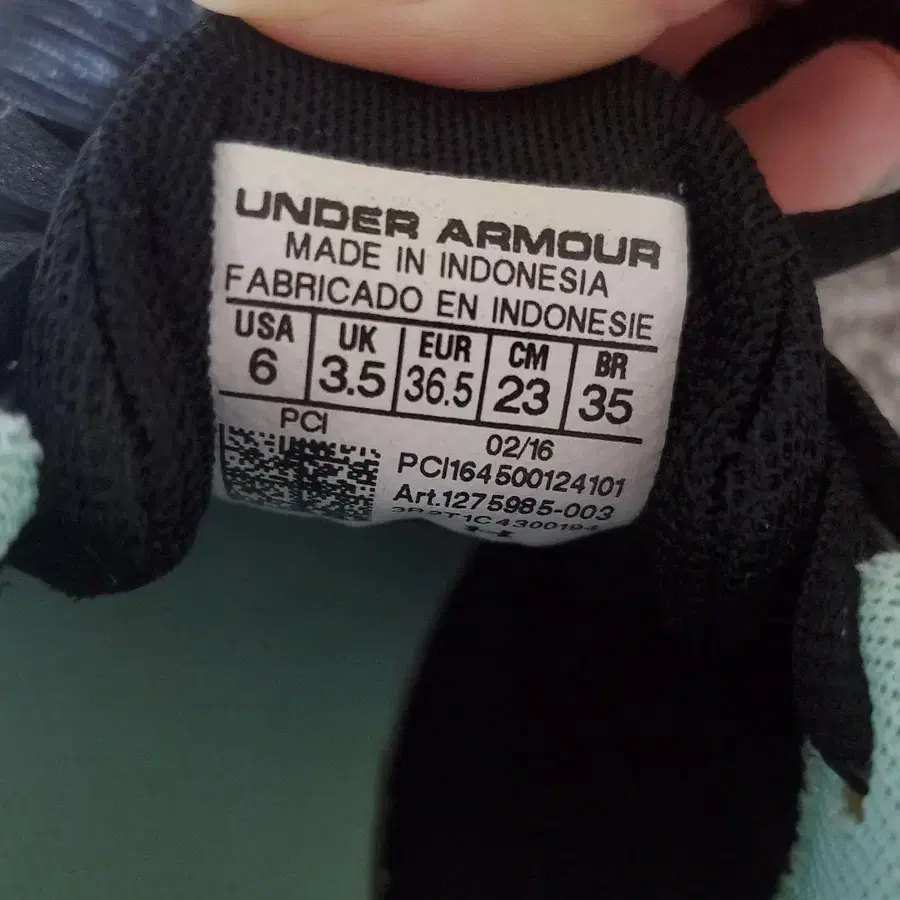 UNDER ARMOUR
MADE IN INDONESIA
FABRICADO EN INDONESIE
USA UK EUR CM BR
6 3.5 36.5 23 35
PCI 02/16
PCI164500124101
Art.1275985-003